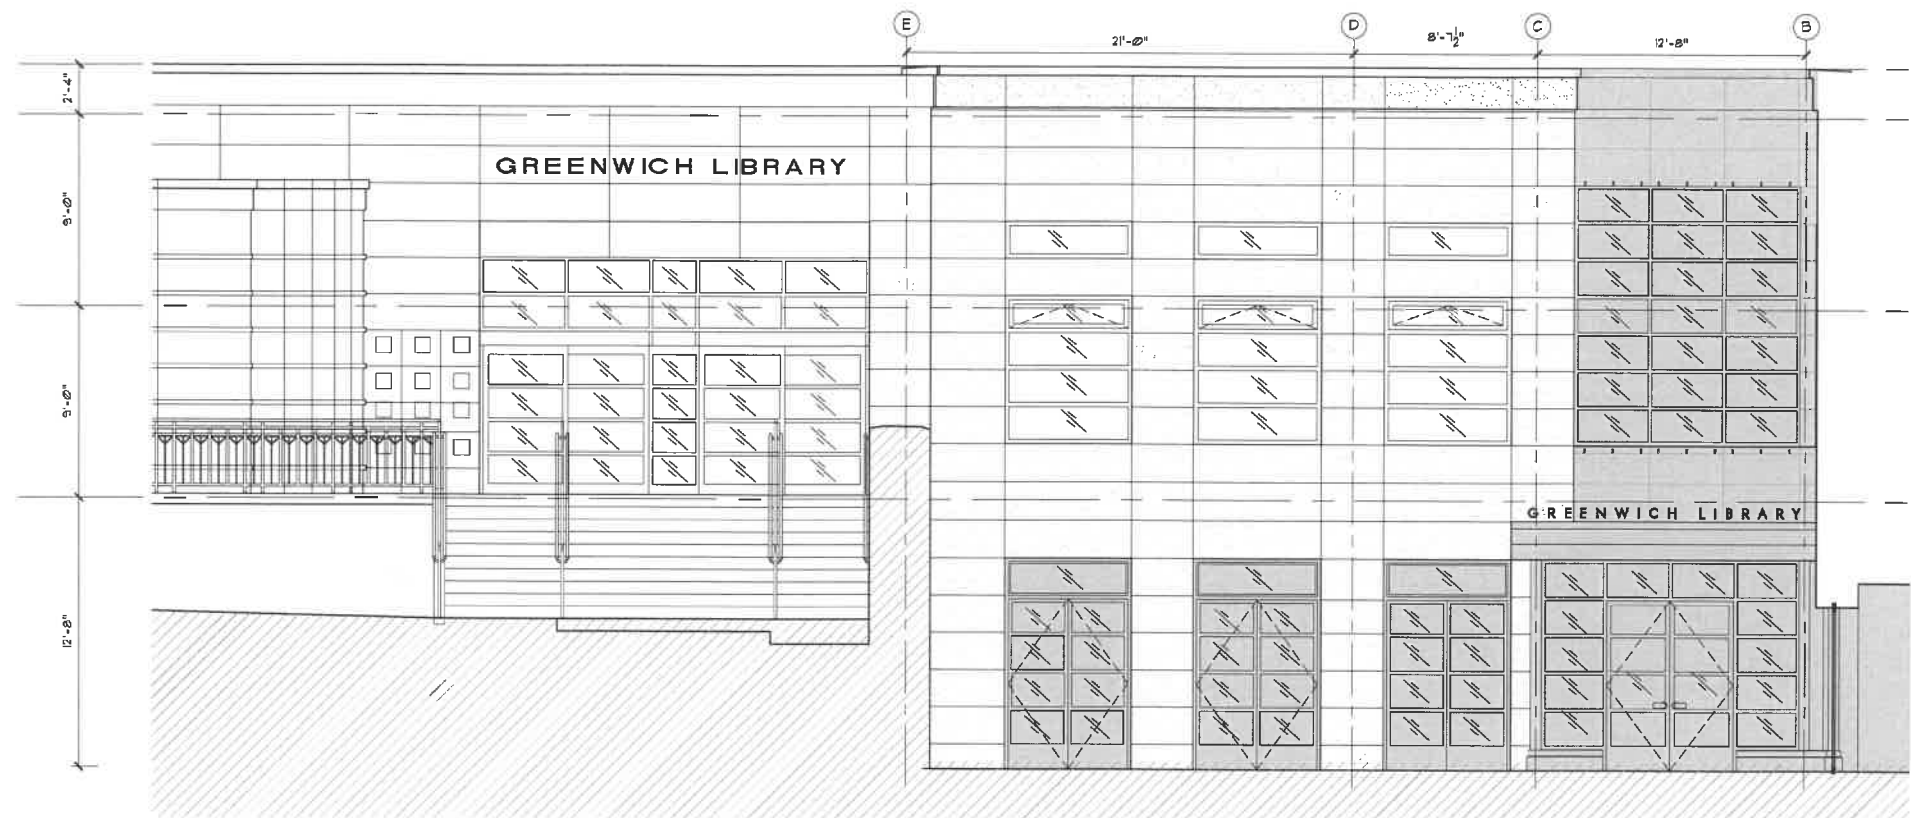 E
D
C
B
21'-0"
8'-7½"
12'-8"
2'-4"
9'-0"
9'-0"
12'-8"
GREENWICH LIBRARY
GREENWICH LIBRARY